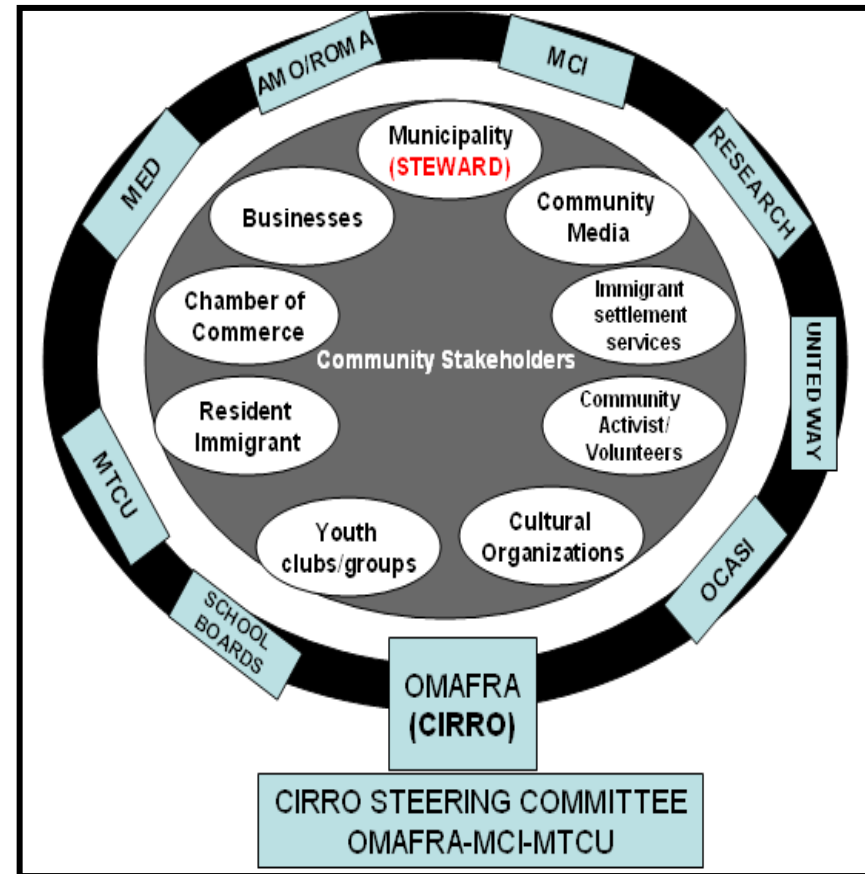 AMO/ROMA
MCI
MED
RESEARCH
UNITED WAY
OCASI
MTCU
SCHOOL
BOARDS
Municipality
(STEWARD)
Businesses
Community
Media
Chamber of
Commerce
Immigrant
settlement
services
Community Stakeholders
Resident
Immigrant
Community
Activist/
Volunteers
Youth
clubs/groups
Cultural
Organizations
OMAFRA
(CIRRO)
CIRRO STEERING COMMITTEE
OMAFRA-MCI-MTCU